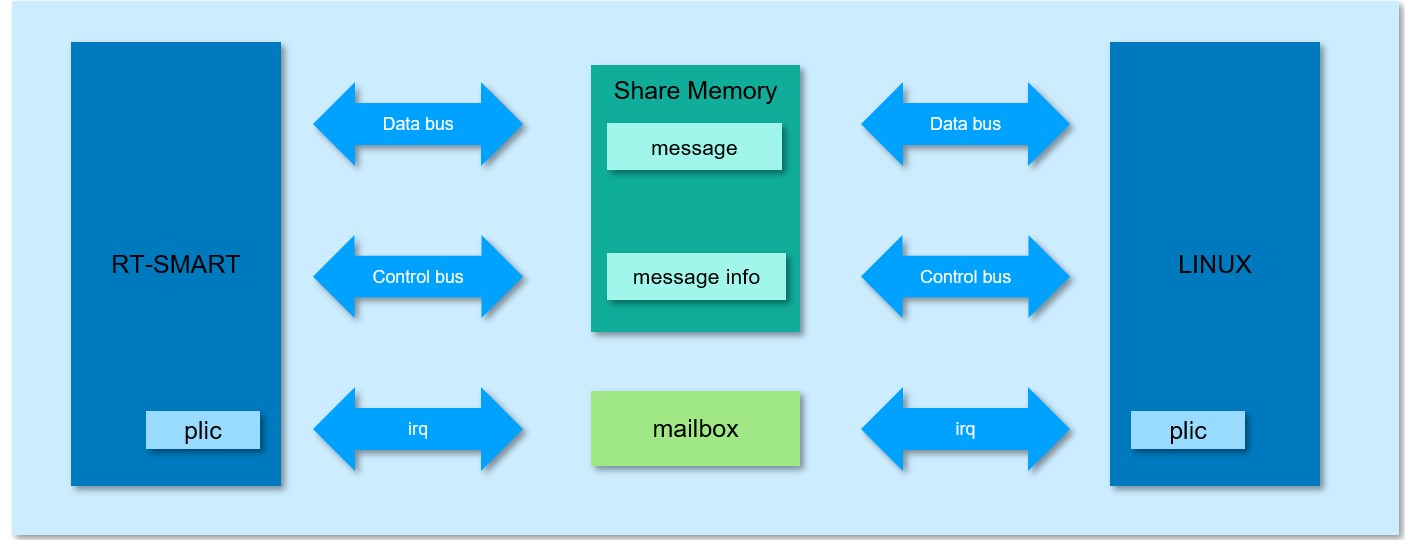 Share Memory
Data bus
message
Data bus
RT-SMART
Control bus
message info
Control bus
LINUX
plic
irq
mailbox
irq
plic